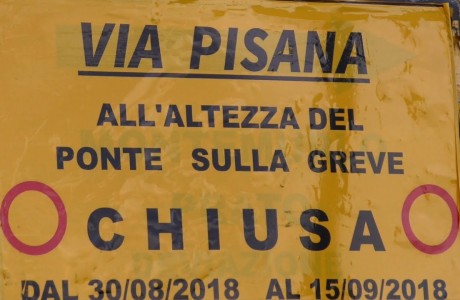 VIA PISANA
ALL'ALTEZZA DEL
PONTE SULLA GREVE
CHIUSA
DAL 30/08/2018 AL 15/09/2018